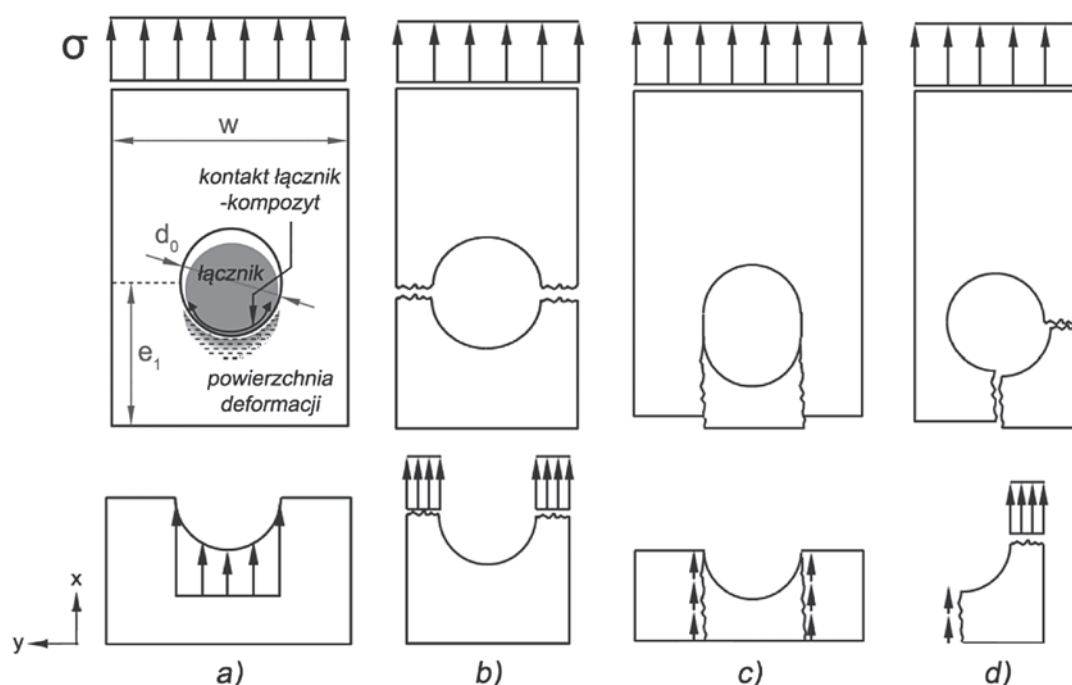 σ
w
kontakt łącznik
-kompozyt
d₀
łącznik
e₁
powierzchnia
deformacji
x
y
a)
b)
c)
d)